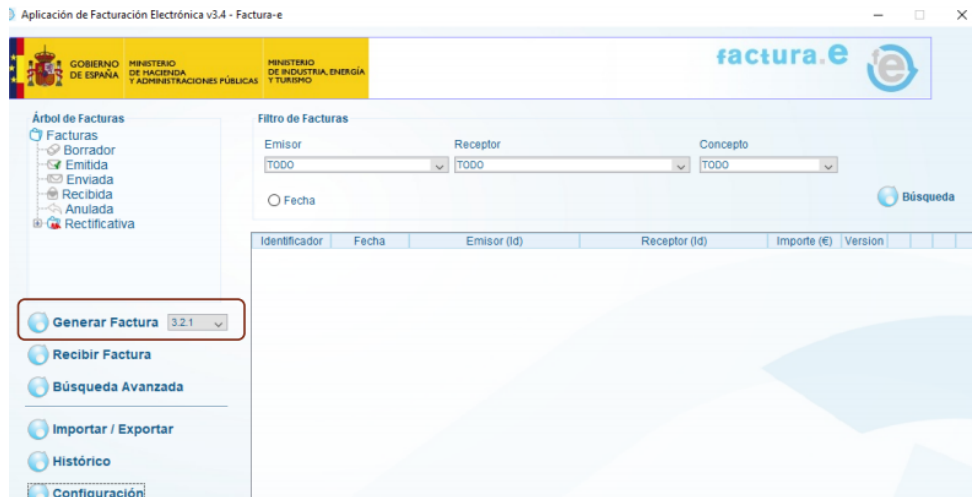 Aplicación de Facturación Electrónica v3.4 - Factura-e
GOBIERNO DE ESPAÑA
MINISTERIO DE HACIENDA Y ADMINISTRACIONES PÚBLICAS
MINISTERIO DE INDUSTRIA, ENERGÍA Y TURISMO
factura.e
Árbol de Facturas
Facturas
Borrador
Emitida
Enviada
Recibida
Anulada
Rectificativa
Filtro de Facturas
Emisor Receptor Concepto
TODO TODO TODO
Fecha
Búsqueda
Identificador Fecha Emisor (Id) Receptor (Id) Importe (€) Version
Generar Factura 3.2.1
Recibir Factura
Búsqueda Avanzada
Importar / Exportar
Histórico
Configuración